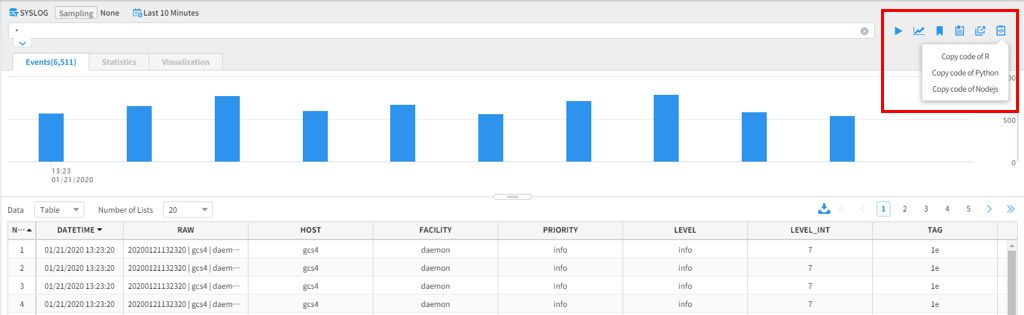 SYSLOG Sampling None Last 10 Minutes
*
Copy code of R
Copy code of Python
Copy code of Nodejs
Events(6,511) Statistics Visualization
500
0
13:23
01/21/2020
Data Table Number of Lists 20 1 2 3 4 5
N··· DATETIME RAW HOST FACILITY PRIORITY LEVEL LEVEL_INT TAG
1 01/21/2020 13:23:20 20200121132320 | gcs4 | daem··· gcs4 daemon info info 7 1e
2 01/21/2020 13:23:20 20200121132320 | gcs4 | daem··· gcs4 daemon info info 7 1e
3 01/21/2020 13:23:20 20200121132320 | gcs4 | daem··· gcs4 daemon info info 7 1e
4 01/21/2020 13:23:20 20200121132320 | gcs4 | daem··· gcs4 daemon info info 7 1e